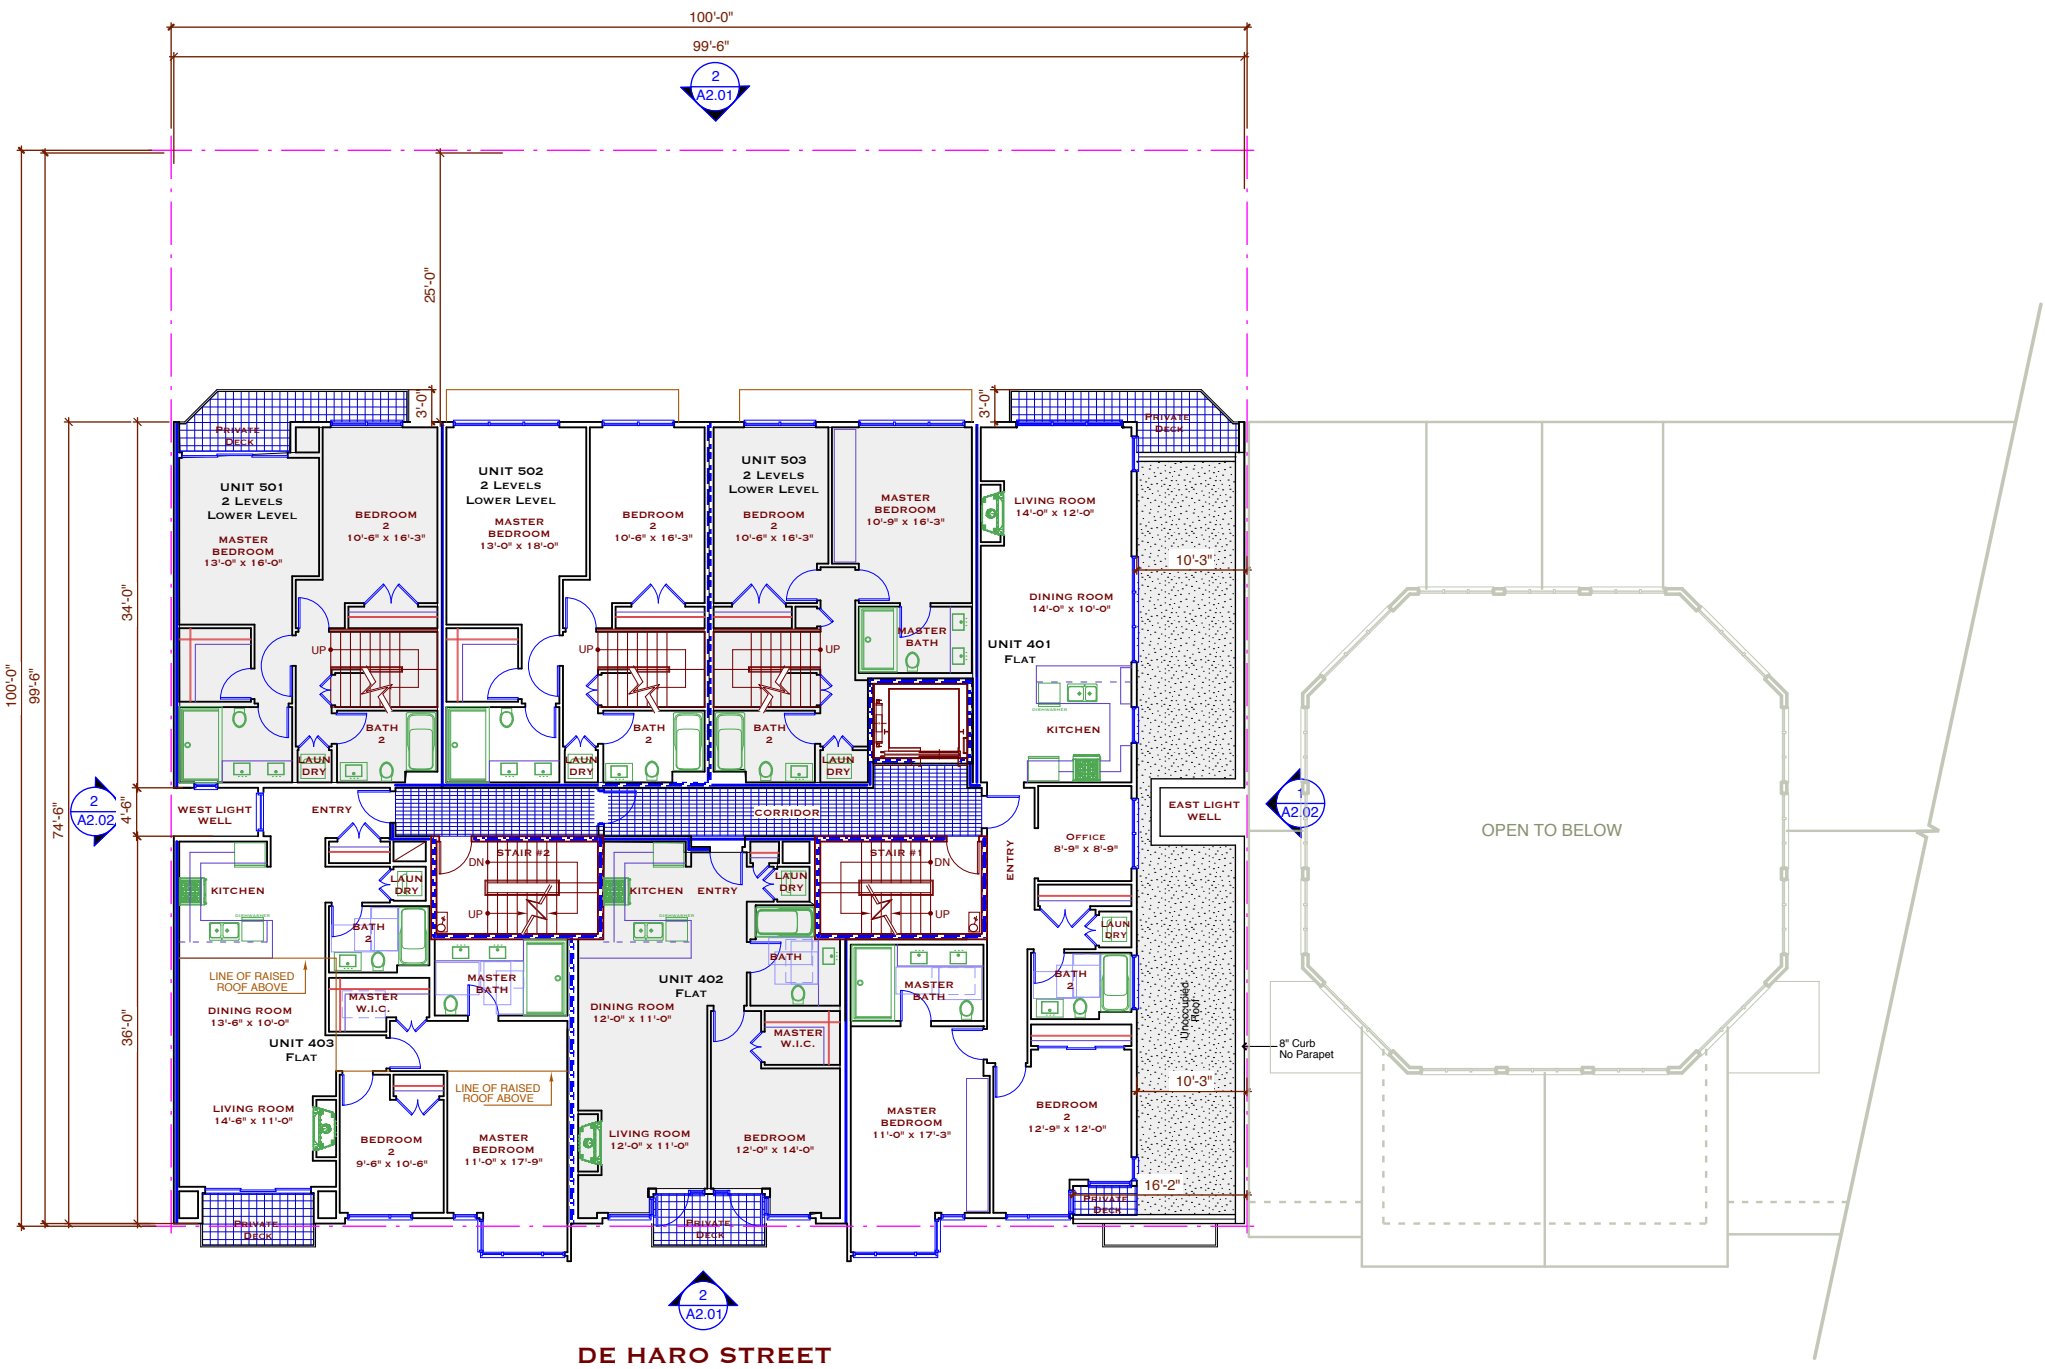 100'-0"
99'-6"
2
A2.01
25'-0"
3'-0"
3'-0"
Private
Deck
Private
Deck
UNIT 501
2 Levels
Lower Level
MASTER
BEDROOM
13'-0" x 16'-0"
BEDROOM
2
10'-6" x 16'-3"
UNIT 502
2 Levels
Lower Level
MASTER
BEDROOM
13'-0" x 18'-0"
BEDROOM
2
10'-6" x 16'-3"
UNIT 503
2 Levels
Lower Level
BEDROOM
2
10'-6" x 16'-3"
MASTER
BEDROOM
10'-9" x 16'-3"
LIVING ROOM
14'-0" x 12'-0"
10'-3"
DINING ROOM
14'-0" x 10'-0"
UNIT 401
Flat
34'-0"
100'-0"
99'-6"
74'-6"
UP
UP
UP
MASTER
BATH
BATH
2
BATH
2
BATH
2
LAUN
DRY
LAUN
DRY
LAUN
DRY
DISHWASHER
KITCHEN
2
A2.02
4'-6"
WEST LIGHT
WELL
ENTRY
CORRIDOR
EAST LIGHT
WELL
1
A2.02
OPEN TO BELOW
Office
8'-9" x 8'-9"
ENTRY
STAIR #2
DN
UP
STAIR #1
DN
UP
KITCHEN
LAUN
DRY
KITCHEN
ENTRY
LAUN
DRY
DISHWASHER
DISHWASHER
BATH
2
LAUN
DRY
LINE OF RAISED
ROOF ABOVE
MASTER
BATH
BATH
MASTER
BATH
BATH
2
MASTER
W.I.C.
UNIT 402
Flat
DINING ROOM
13'-6" x 10'-0"
DINING ROOM
12'-0" x 11'-0"
Unoccupied
Roof
36'-0"
UNIT 403
Flat
MASTER
W.I.C.
8" Curb
No Parapet
LINE OF RAISED
ROOF ABOVE
10'-3"
LIVING ROOM
14'-6" x 11'-0"
BEDROOM
2
9'-6" x 10'-6"
MASTER
BEDROOM
11'-0" x 17'-9"
LIVING ROOM
12'-0" x 11'-0"
BEDROOM
12'-0" x 14'-0"
MASTER
BEDROOM
11'-0" x 17'-3"
BEDROOM
2
12'-9" x 12'-0"
16'-2"
Private
Deck
Private
Deck
Private
Deck
2
A2.01
DE HARO STREET